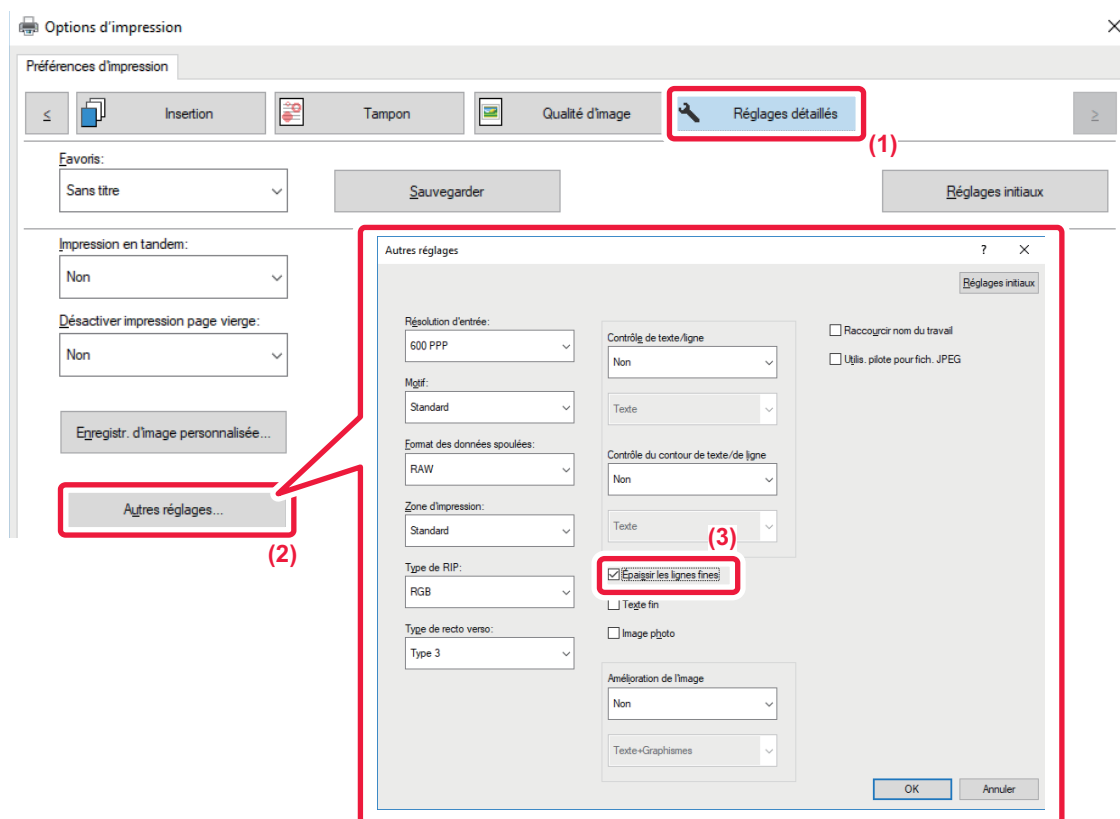 Options d'impression
Préférences d'impression
≤
Insertion
Tampon
Qualité d'image
Réglages détaillés
≥
(1)
Favoris:
Sans titre
Sauvegarder
Réglages initiaux
Impression en tandem:
Non
Désactiver impression page vierge:
Non
Enregistr. d'image personnalisée...
Autres réglages...
(2)
Autres réglages
?
Réglages initiaux
Résolution d'entrée:
600 PPP
Motif:
Standard
Format des données spoulées:
RAW
Zone d'impression:
Standard
Type de RIP:
RGB
Type de recto verso:
Type 3
Contrôle de texte/ligne
Non
Texte
Contrôle du contour de texte/de ligne
Non
Texte
(3)
Épaissir les lignes fines
Texte fin
Image photo
Amélioration de l'image
Non
Texte+Graphismes
Raccourcir nom du travail
Utilis. pilote pour fich. JPEG
OK
Annuler